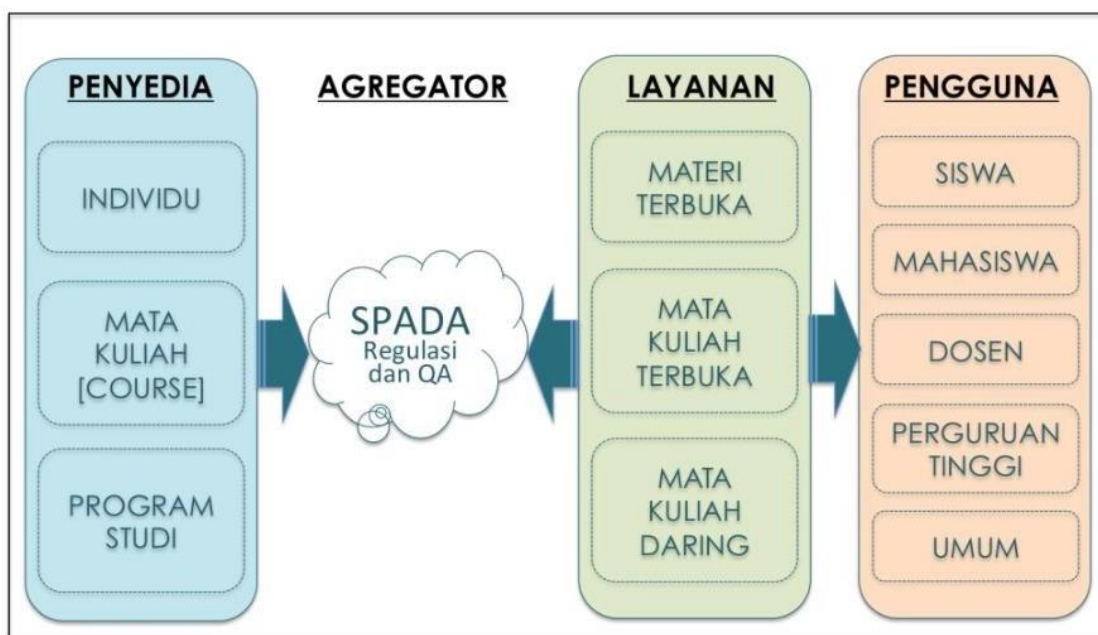 PENYEDIA
INDIVIDU
MATA
KULIAH
[COURSE]
PROGRAM
STUDI
AGREGATOR
SPADA
Regulasi
dan QA
LAYANAN
MATERI
TERBUKA
MATA
KULIAH
TERBUKA
MATA
KULIAH
DARING
PENGGUNA
SISWA
MAHASISWA
DOSEN
PERGURUAN
TINGGI
UMUM